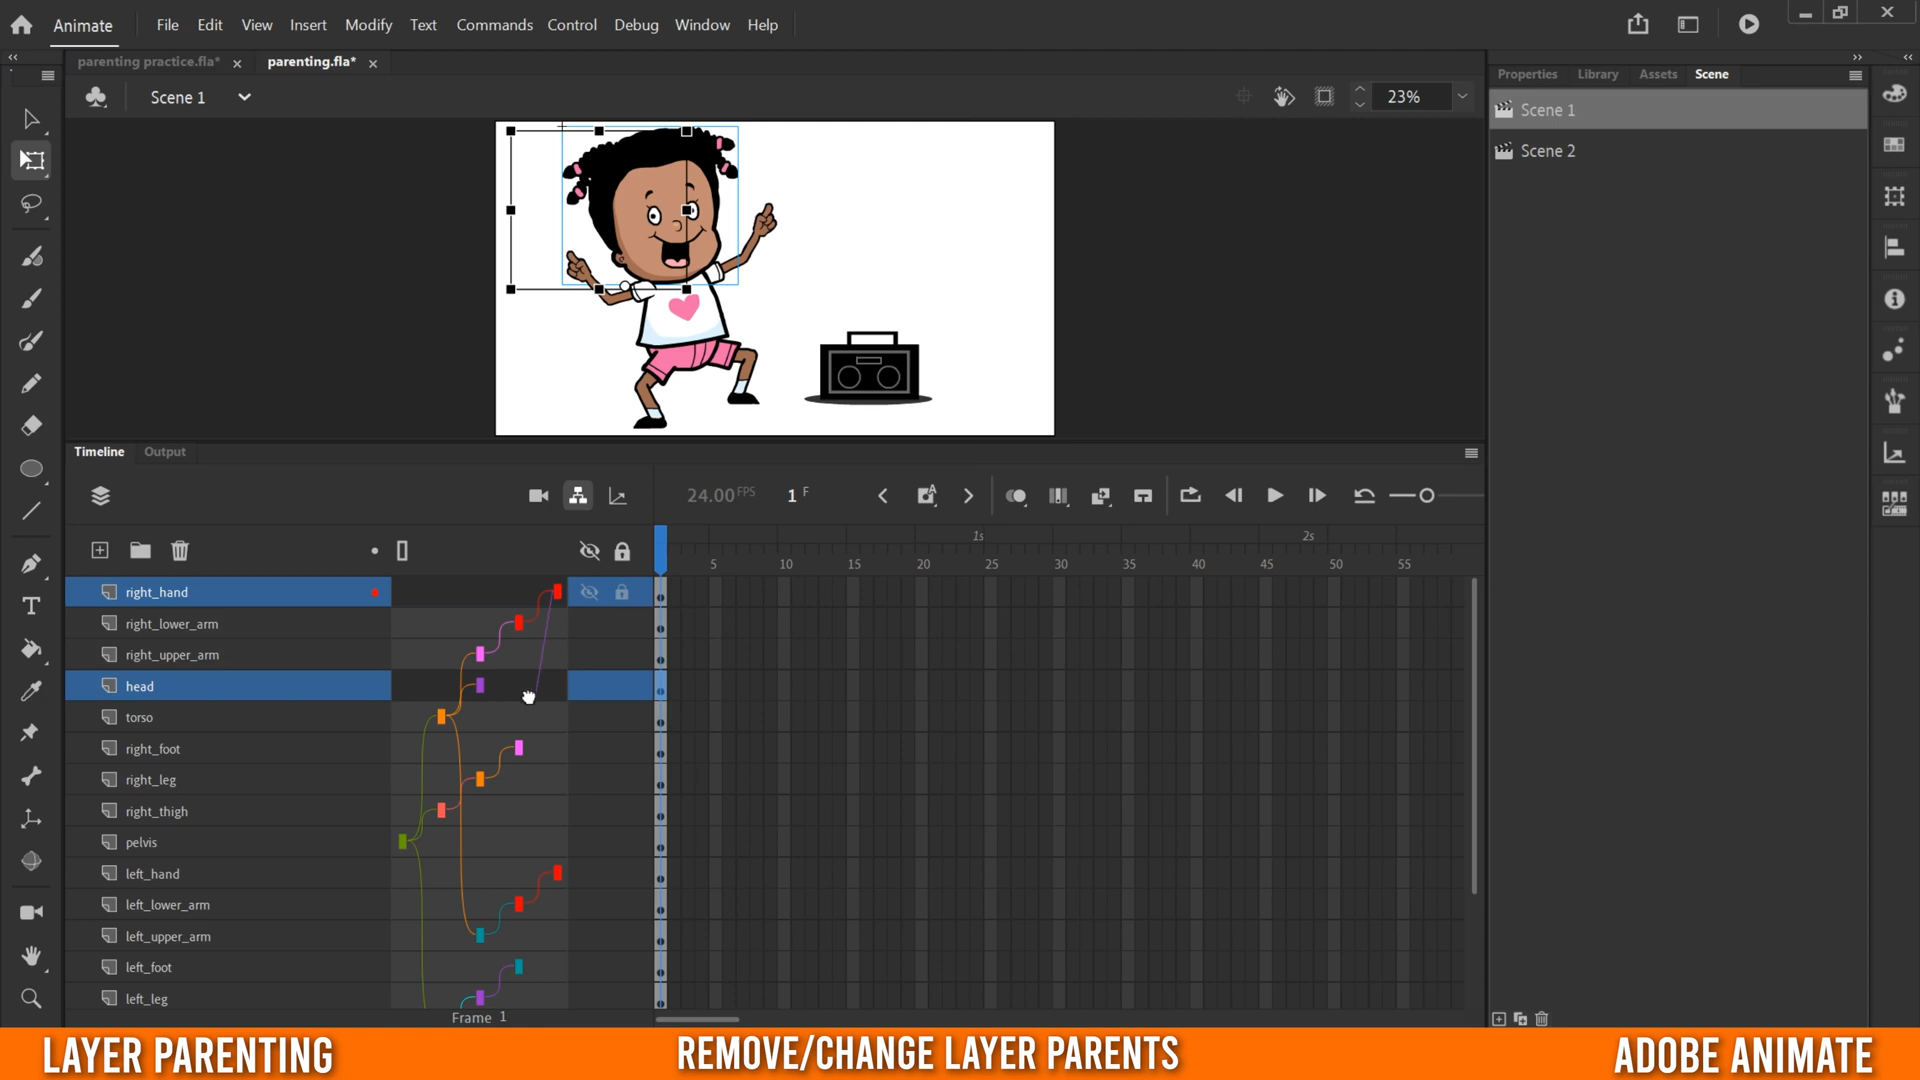 Animate File Edit View Insert Modify Text Commands Control Debug Window Help
parenting practice.fla* parenting.fla*
Properties Library Assets Scene
Scene 1 23%
Scene 1
Scene 2
Timeline Output
24.00 FPS 1 F
1s 2s
5 10 15 20 25 30 35 40 45 50 55
right_hand
right_lower_arm
right_upper_arm
head
torso
right_foot
right_leg
right_thigh
pelvis
left_hand
left_lower_arm
left_upper_arm
left_foot
left_leg
Frame 1
LAYER PARENTING REMOVE/CHANGE LAYER PARENTS ADOBE ANIMATE